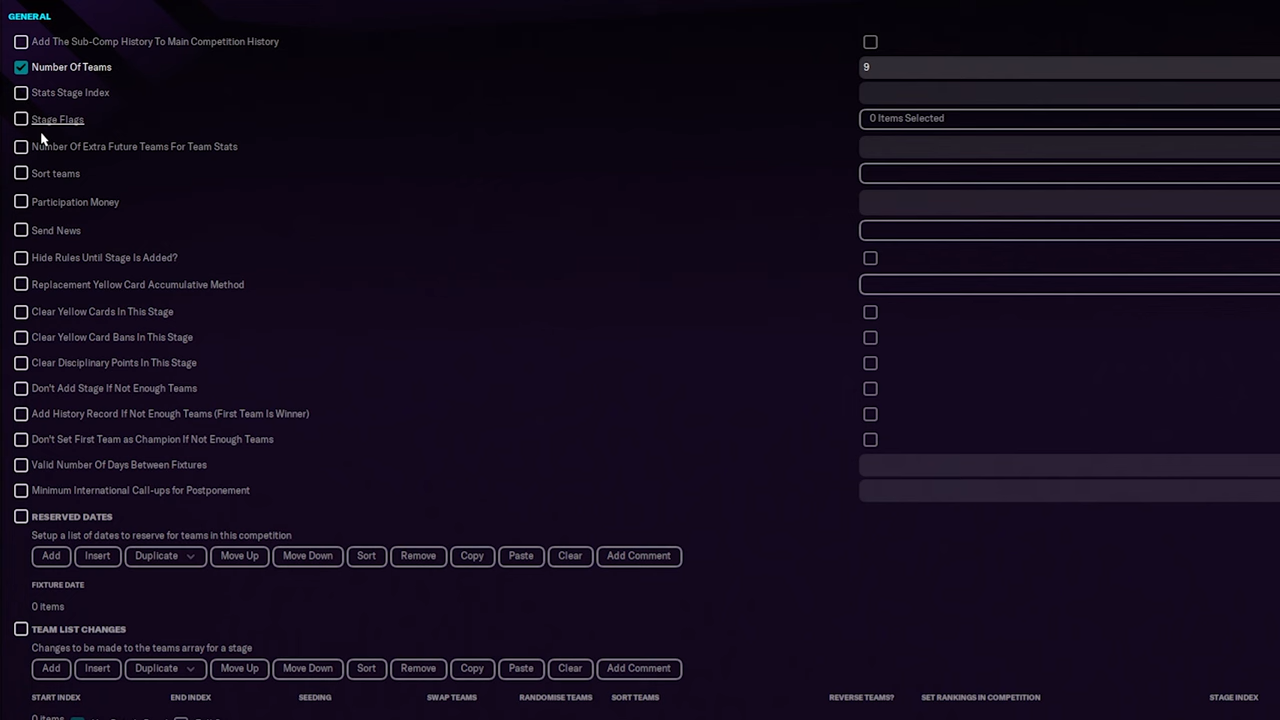 GENERAL
Add The Sub-Comp History To Main Competition History
Number Of Teams 9
Stats Stage Index
Stage Flags 0 Items Selected
Number Of Extra Future Teams For Team Stats
Sort teams
Participation Money
Send News
Hide Rules Until Stage Is Added?
Replacement Yellow Card Accumulative Method
Clear Yellow Cards In This Stage
Clear Yellow Card Bans In This Stage
Clear Disciplinary Points In This Stage
Don't Add Stage If Not Enough Teams
Add History Record If Not Enough Teams (First Team Is Winner)
Don't Set First Team as Champion If Not Enough Teams
Valid Number Of Days Between Fixtures
Minimum International Call-ups for Postponement
RESERVED DATES
Setup a list of dates to reserve for teams in this competition
Add Insert Duplicate Move Up Move Down Sort Remove Copy Paste Clear Add Comment
FIXTURE DATE
0 items
TEAM LIST CHANGES
Changes to be made to the teams array for a stage
Add Insert Duplicate Move Up Move Down Sort Remove Copy Paste Clear Add Comment
START INDEX END INDEX SEEDING SWAP TEAMS RANDOMISE TEAMS SORT TEAMS REVERSE TEAMS? SET RANKINGS IN COMPETITION STAGE INDEX
0 items